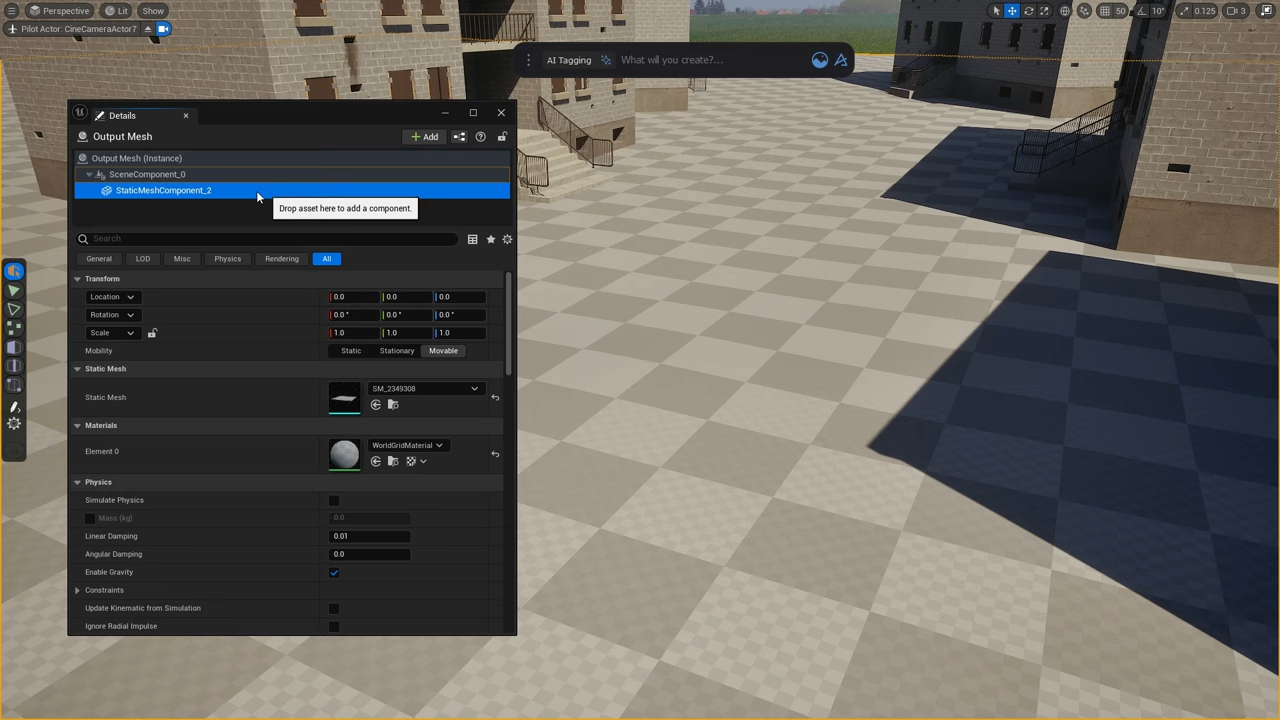 Perspective Lit Show 50 10° 0.125 3
Pilot Actor: CineCameraActor7
AI Tagging What will you create?...
Details
Output Mesh Add
Output Mesh (Instance)
SceneComponent_0
StaticMeshComponent_2
Drop asset here to add a component.
Search
General LOD Misc Physics Rendering All
Transform
Location 0.0 0.0 0.0
Rotation 0.0° 0.0° 0.0°
Scale 1.0 1.0 1.0
Mobility Static Stationary Movable
Static Mesh
Static Mesh SM_2349308
Materials
Element 0 WorldGridMaterial
Physics
Simulate Physics
Mass (kg) 0.0
Linear Damping 0.01
Angular Damping 0.0
Enable Gravity
Constraints
Update Kinematic from Simulation
Ignore Radial Impulse